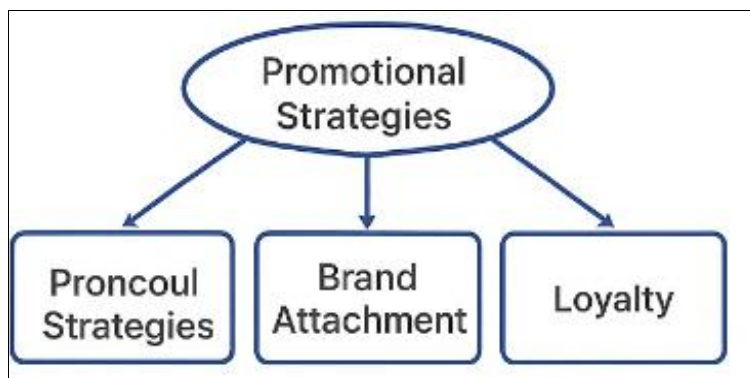 Promotional
Strategies
Proncoul
Strategies
Brand
Attachment
Loyalty